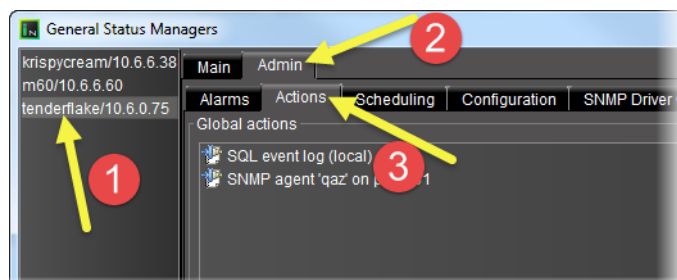 General Status Managers
krispycream/10.6.6.38
m60/10.6.6.60
tenderflake/10.6.0.75
Main Admin
Alarms Actions Scheduling Configuration SNMP Driver
Global actions
SQL event log (local)
SNMP agent 'qaz' on
1
2
3